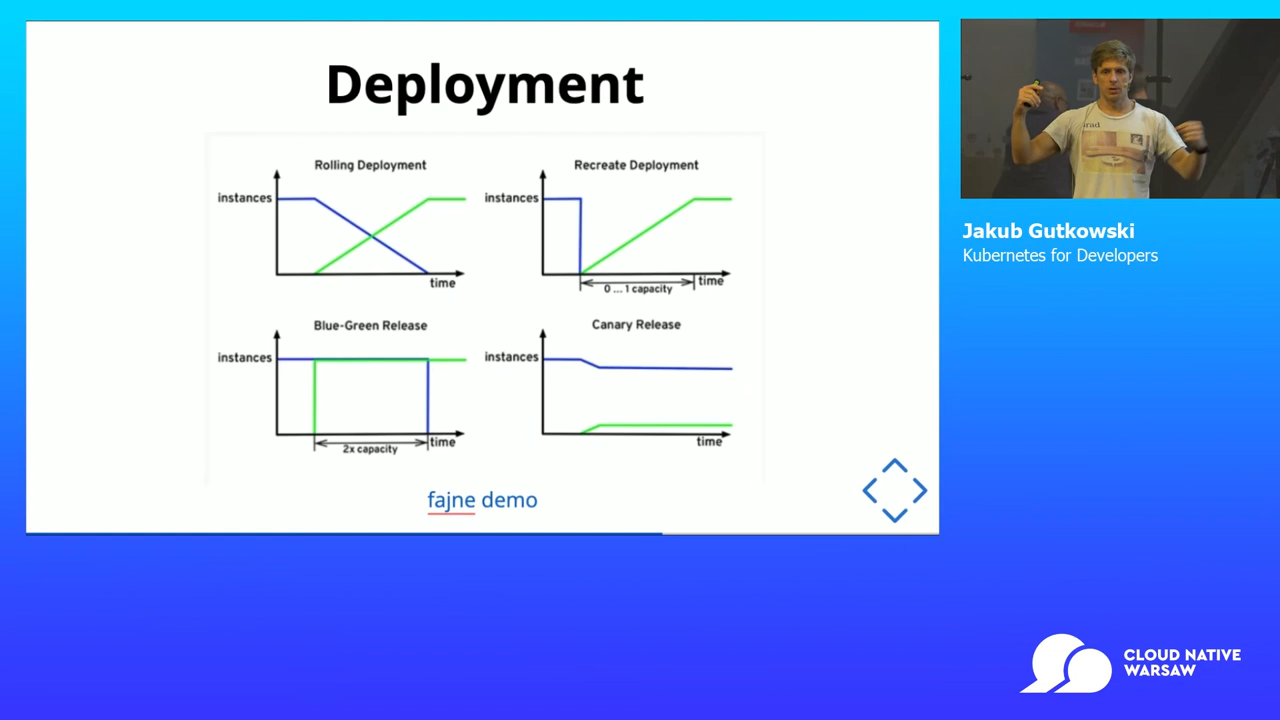 Deployment
Rolling Deployment
instances
time
Recreate Deployment
instances
time
0 ... 1 capacity
Blue-Green Release
instances
time
2x capacity
Canary Release
instances
time
fajne demo
Jakub Gutkowski
Kubernetes for Developers
CLOUD NATIVE
WARSAW